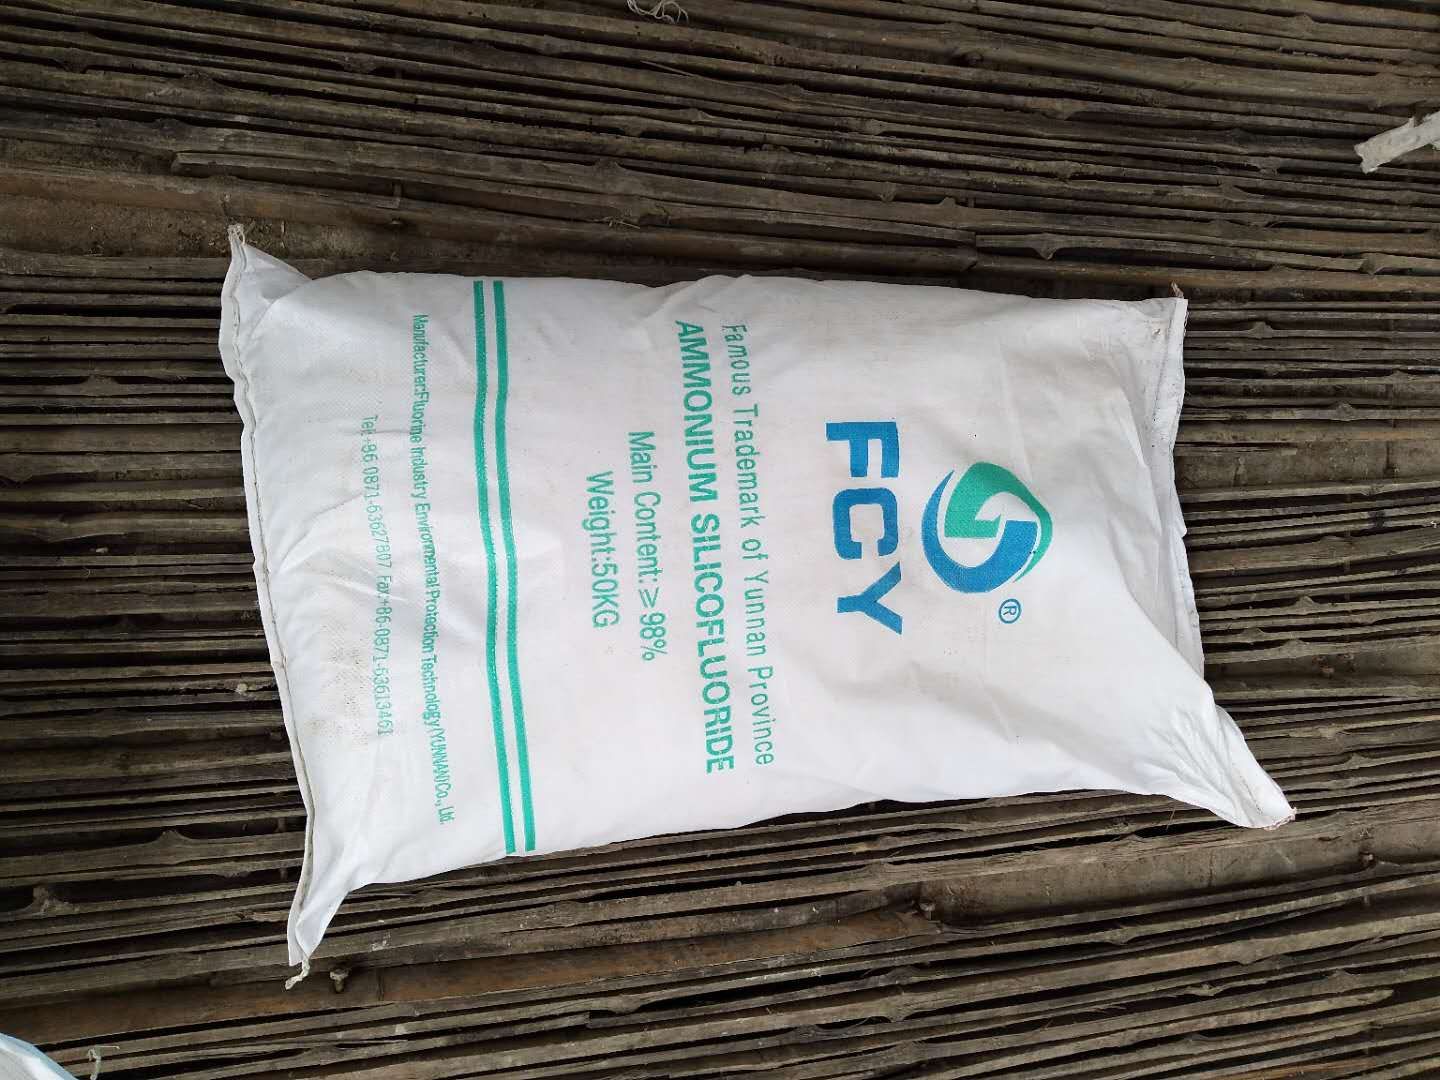 ®
FCY
Famous Trademark of Yunnan Province
AMMONIUM SILICOFLUORIDE
Main Content:≥98%
Weight:50KG
Manufacturer:Fluorine Industry Environmental Protection Technology(YUNNAN)Co.,Ltd.
Tel:+86-0871-63627807 Fax:+86-0871-63613461